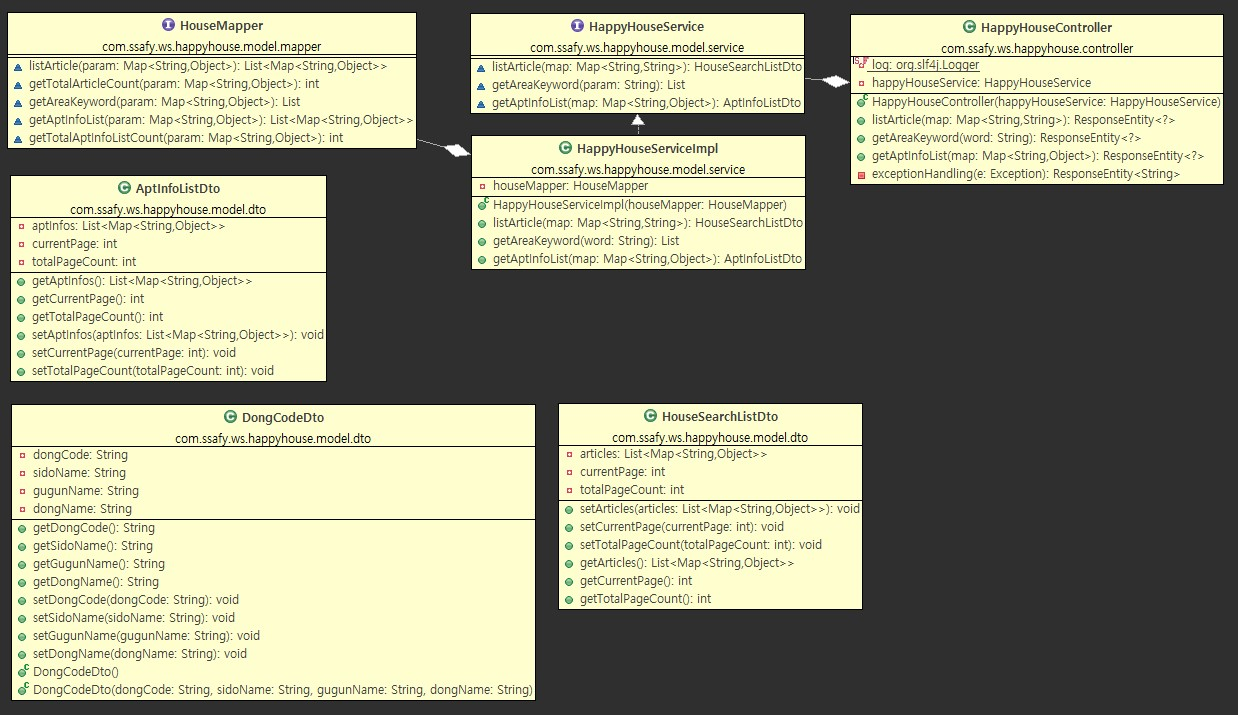 HouseMapper
com.ssafy.ws.happyhouse.model.mapper
listArticle(param: Map<String,Object>): List<Map<String,Object>>
getTotalArticleCount(param: Map<String,Object>): int
getAreaKeyword(param: Map<String,Object>): List
getAptInfoList(param: Map<String,Object>): List<Map<String,Object>>
getTotalAptInfoListCount(param: Map<String,Object>): int
HappyHouseService
com.ssafy.ws.happyhouse.model.service
listArticle(map: Map<String,String>): HouseSearchListDto
getAreaKeyword(param: String): List
getAptInfoList(map: Map<String,Object>): AptInfoListDto
HappyHouseController
com.ssafy.ws.happyhouse.controller
log: org.slf4j.Logger
happyHouseService: HappyHouseService
HappyHouseController(happyHouseService: HappyHouseService)
listArticle(map: Map<String,String>): ResponseEntity<?>
getAreaKeyword(word: String): ResponseEntity<?>
getAptInfoList(map: Map<String,Object>): ResponseEntity<?>
exceptionHandling(e: Exception): ResponseEntity<String>
HappyHouseServiceImpl
com.ssafy.ws.happyhouse.model.service
houseMapper: HouseMapper
HappyHouseServiceImpl(houseMapper: HouseMapper)
listArticle(map: Map<String,String>): HouseSearchListDto
getAreaKeyword(word: String): List
getAptInfoList(map: Map<String,Object>): AptInfoListDto
AptInfoListDto
com.ssafy.ws.happyhouse.model.dto
aptInfos: List<Map<String,Object>>
currentPage: int
totalPageCount: int
getAptInfos(): List<Map<String,Object>>
getCurrentPage(): int
getTotalPageCount(): int
setAptInfos(aptInfos: List<Map<String,Object>>): void
setCurrentPage(currentPage: int): void
setTotalPageCount(totalPageCount: int): void
DongCodeDto
com.ssafy.ws.happyhouse.model.dto
dongCode: String
sidoName: String
gugunName: String
dongName: String
getDongCode(): String
getSidoName(): String
getGugunName(): String
getDongName(): String
setDongCode(dongCode: String): void
setSidoName(sidoName: String): void
setGugunName(gugunName: String): void
setDongName(dongName: String): void
DongCodeDto()
DongCodeDto(dongCode: String, sidoName: String, gugunName: String, dongName: String)
HouseSearchListDto
com.ssafy.ws.happyhouse.model.dto
articles: List<Map<String,Object>>
currentPage: int
totalPageCount: int
setArticles(articles: List<Map<String,Object>>): void
setCurrentPage(currentPage: int): void
setTotalPageCount(totalPageCount: int): void
getArticles(): List<Map<String,Object>>
getCurrentPage(): int
getTotalPageCount(): int